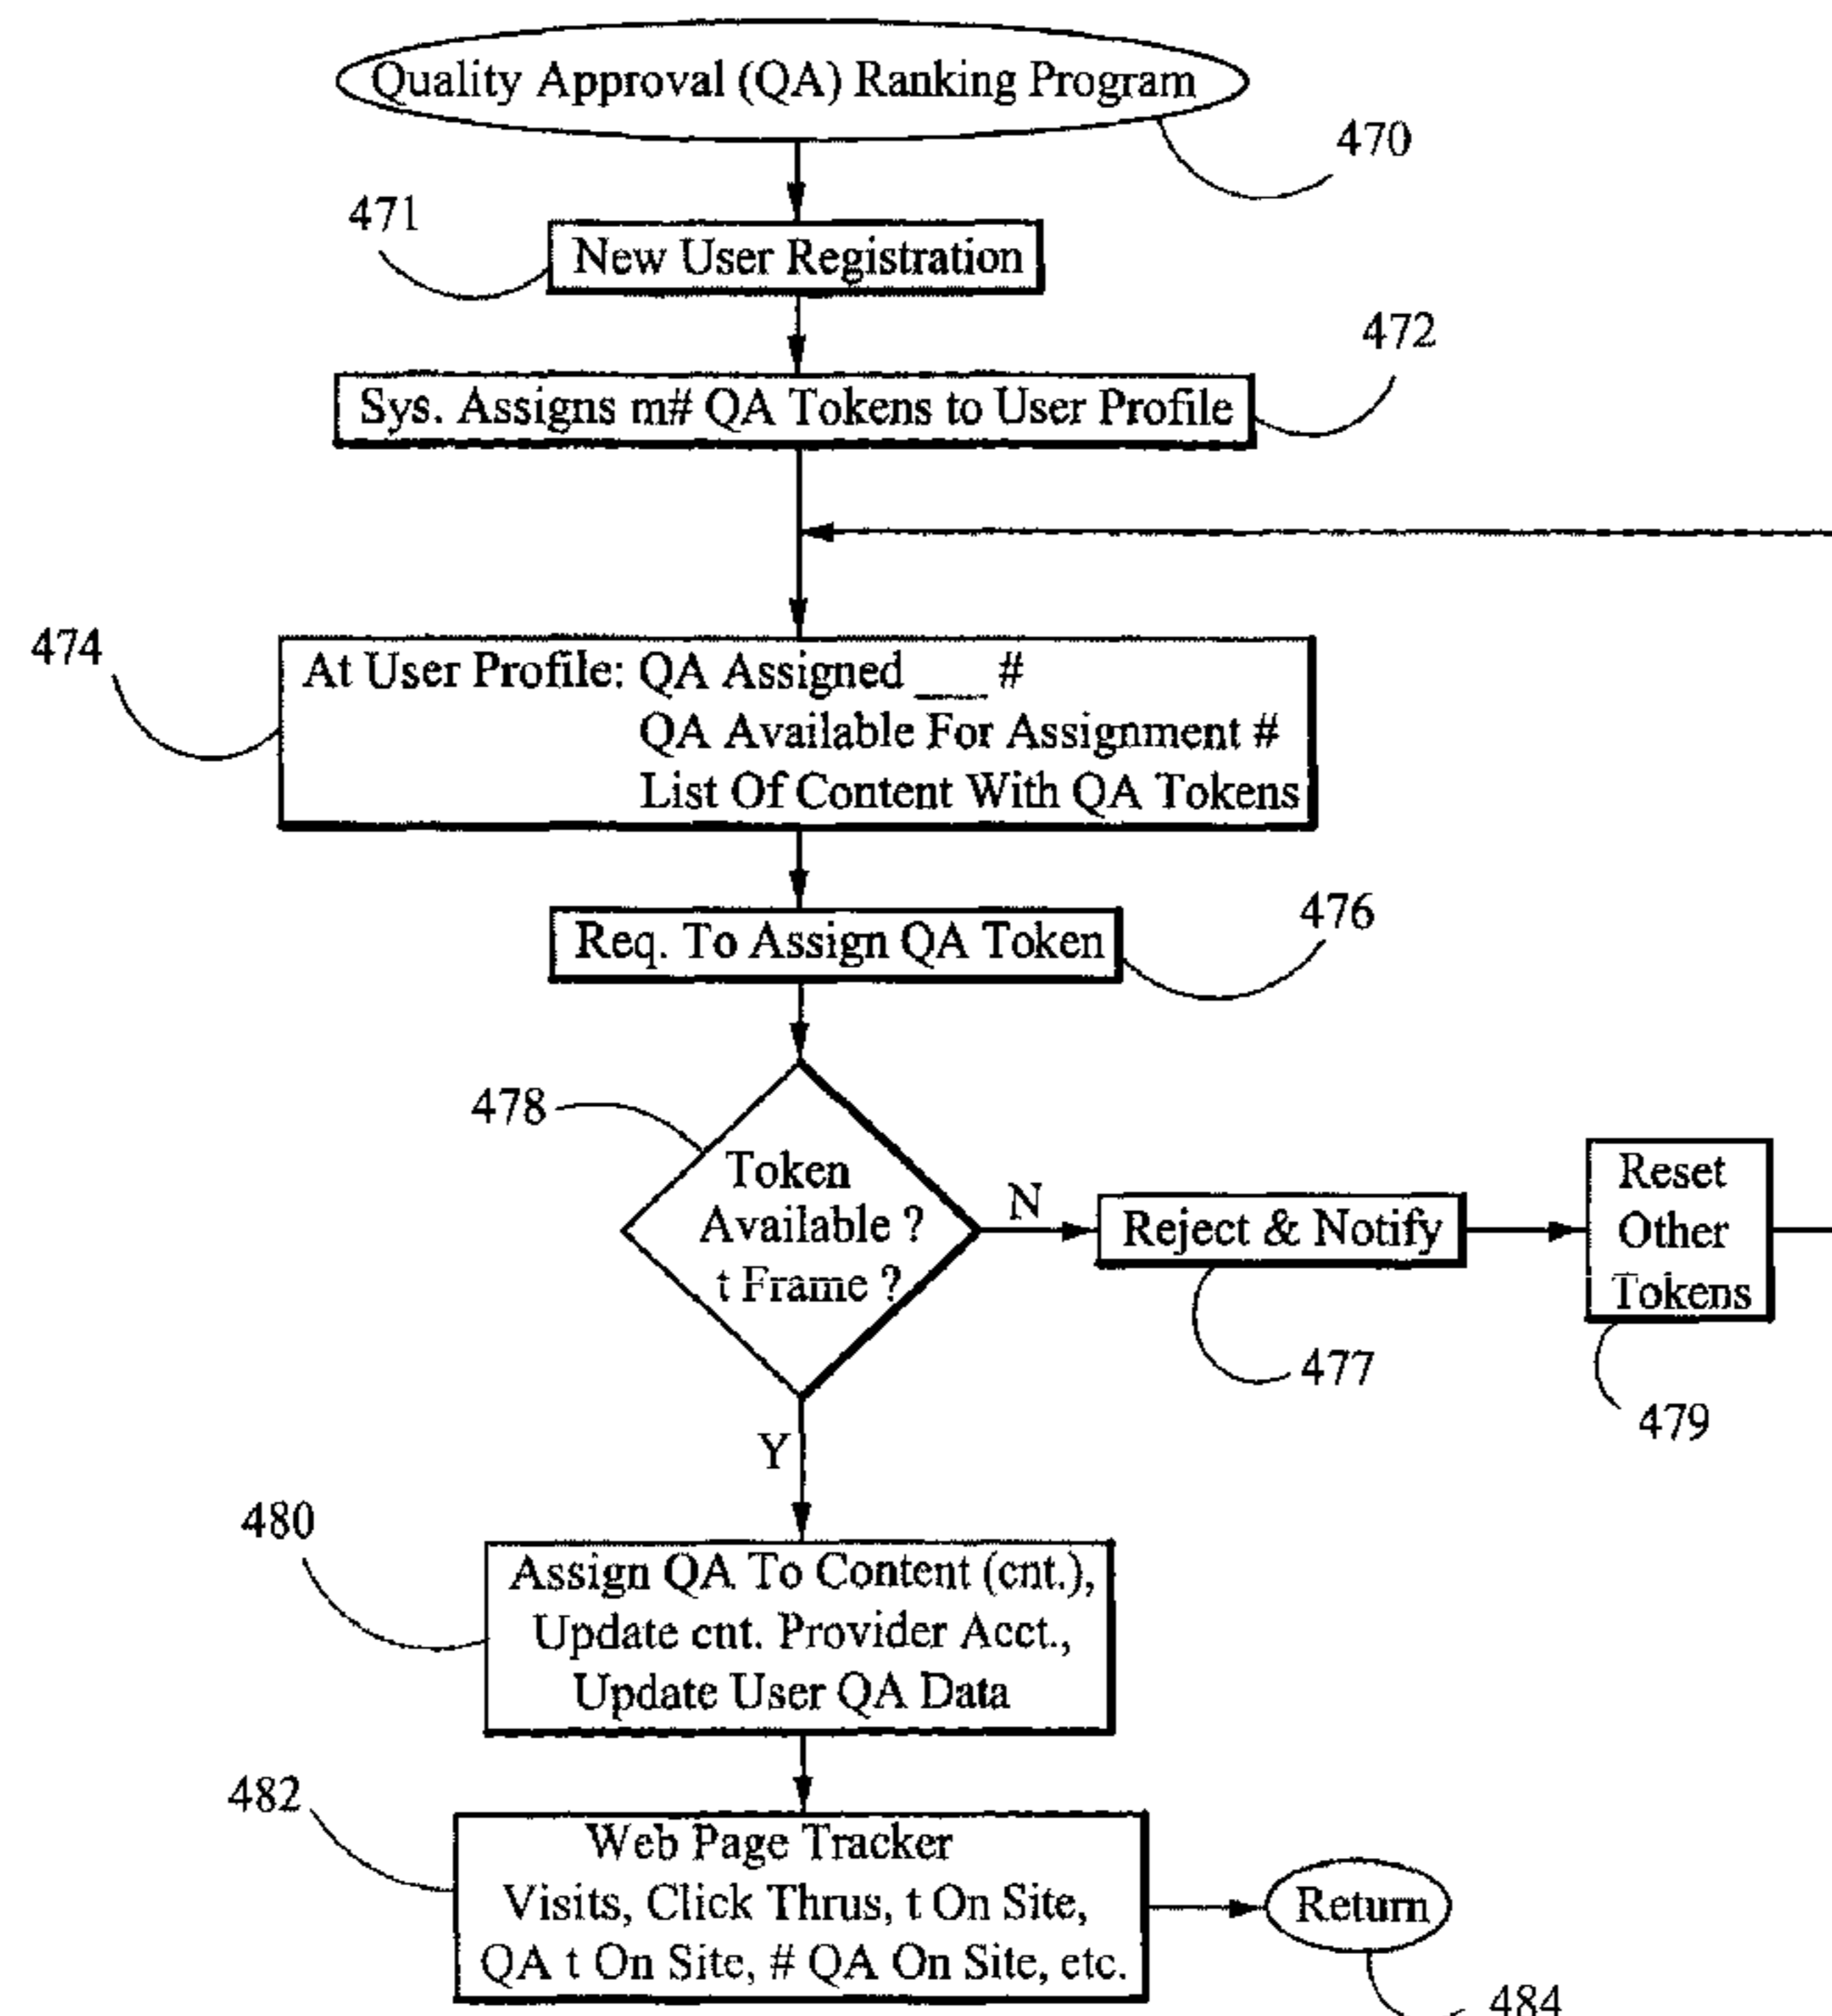 Quality Approval (QA) Ranking Program
470
471
New User Registration
472
Sys. Assigns m# QA Tokens to User Profile
474
At User Profile: QA Assigned ___ #
QA Available For Assignment #
List Of Content With QA Tokens
476
Req. To Assign QA Token
478
Token
Available ?
t Frame ?
N
Reject & Notify
477
Reset
Other
Tokens
479
Y
480
Assign QA To Content (cnt.),
Update cnt. Provider Acct.,
Update User QA Data
482
Web Page Tracker
Visits, Click Thrus, t On Site,
QA t On Site, # QA On Site, etc.
Return
484